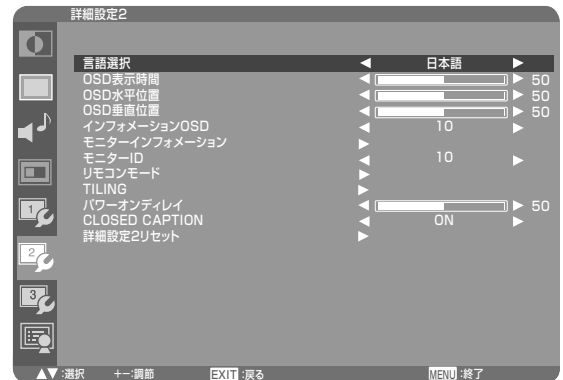 詳細設定2
言語選択 ◀ 日本語 ▶
OSD表示時間 ◀ ▶ 50
OSD水平位置 ◀ ▶ 50
OSD垂直位置 ◀ ▶ 50
インフォメーションOSD ◀ 10 ▶
モニターインフォメーション ▶
モニターID ◀ 10 ▶
リモコンモード ▶
TILING ▶
パワーオンディレイ ◀ ▶ 50
CLOSED CAPTION ◀ ON ▶
詳細設定2リセット ▶
1
2
3
▲▼:選択 +−:調節 EXIT:戻る MENU:終了